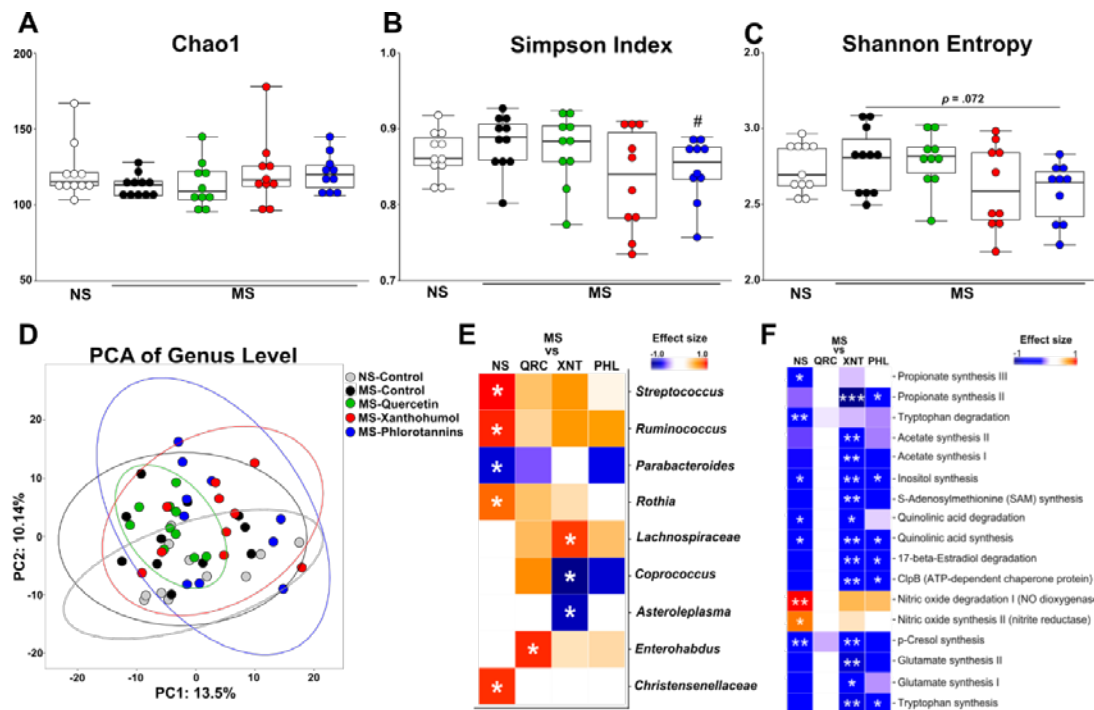 A
Chao1
200
150
100
50
NS
MS
B
Simpson Index
1.0
0.9
0.8
0.7
#
NS
MS
C
Shannon Entropy
3.0
2.5
2.0
p = .072
NS
MS
D
PCA of Genus Level
PC2: 10.14%
20
10
0
-10
-20
-20 -10 0 10 20
PC1: 13.5%
NS-Control
MS-Control
MS-Quercetin
MS-Xanthohumol
MS-Phlorotannins
E
MS
vs
NS QRC XNT PHL
Effect size
-1.0 1.0
* Streptococcus
* Ruminococcus
* Parabacteroides
* Rothia
* Lachnospiraceae
* Coprococcus
* Asteroleplasma
* Enterohabdus
* Christensenellaceae
F
MS
vs
NS QRC XNT PHL
Effect size
-1 1
* Propionate synthesis III
*** * Propionate synthesis II
** Tryptophan degradation
** Acetate synthesis II
** Acetate synthesis I
* ** * Inositol synthesis
** S-Adenosylmethionine (SAM) synthesis
* * Quinolinic acid degradation
* ** * Quinolinic acid synthesis
** * 17-beta-Estradiol degradation
** * ClpB (ATP-dependent chaperone protein)
** Nitric oxide degradation I (NO dioxygenase
* Nitric oxide synthesis II (nitrite reductase)
** ** p-Cresol synthesis
** Glutamate synthesis II
* Glutamate synthesis I
** * Tryptophan synthesis